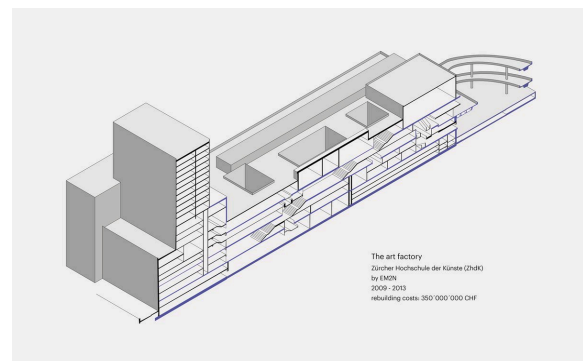 The art factory
Zürcher Hochschule der Künste (ZhdK)
by EM2N
2009 - 2013
rebuilding costs: 350´000´000 CHF